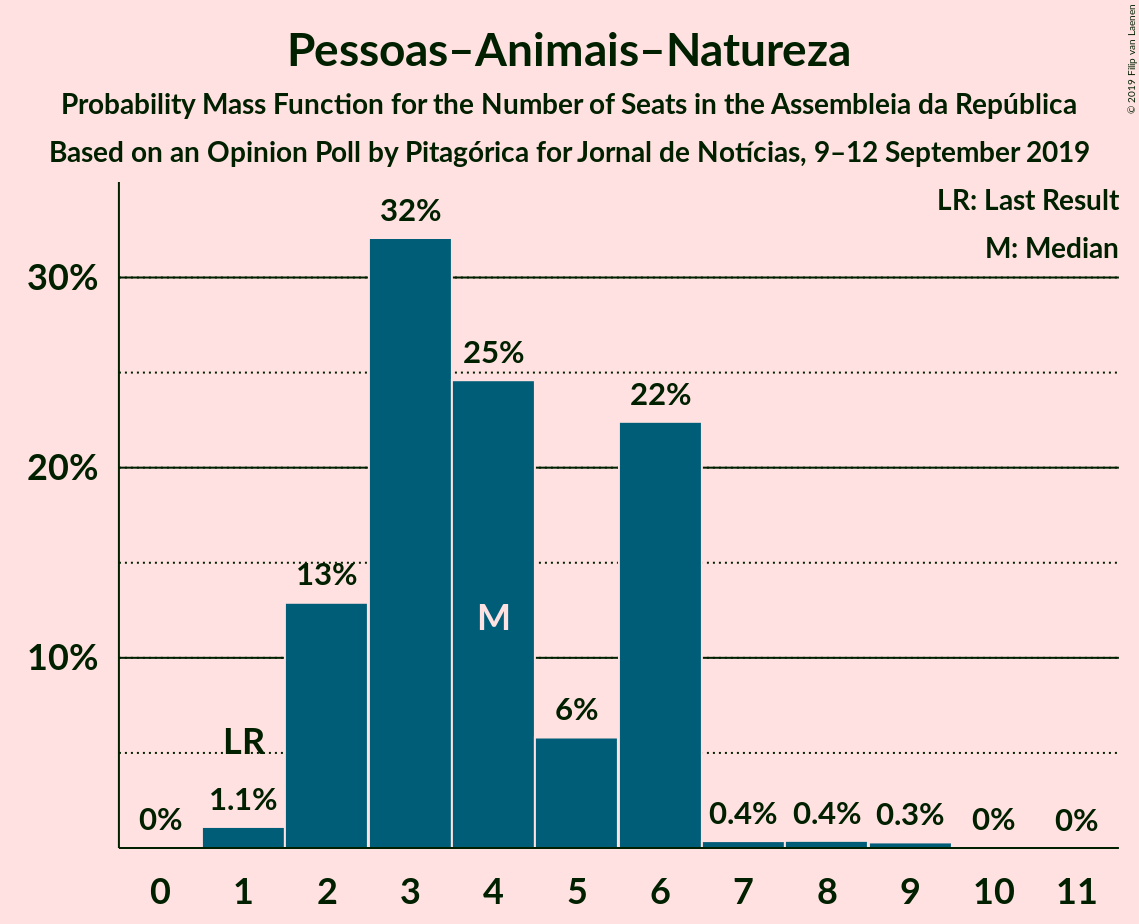 Pessoas–Animais–Natureza
Probability Mass Function for the Number of Seats in the Assembleia da República
Based on an Opinion Poll by Pitagórica for Jornal de Notícias, 9–12 September 2019
© 2019 Filip van Laenen
LR: Last Result
M: Median
32%
30%
25%
22%
20%
13%
M
10%
6%
LR
0% 1.1% 0.4% 0.4% 0.3% 0% 0%
0 1 2 3 4 5 6 7 8 9 10 11